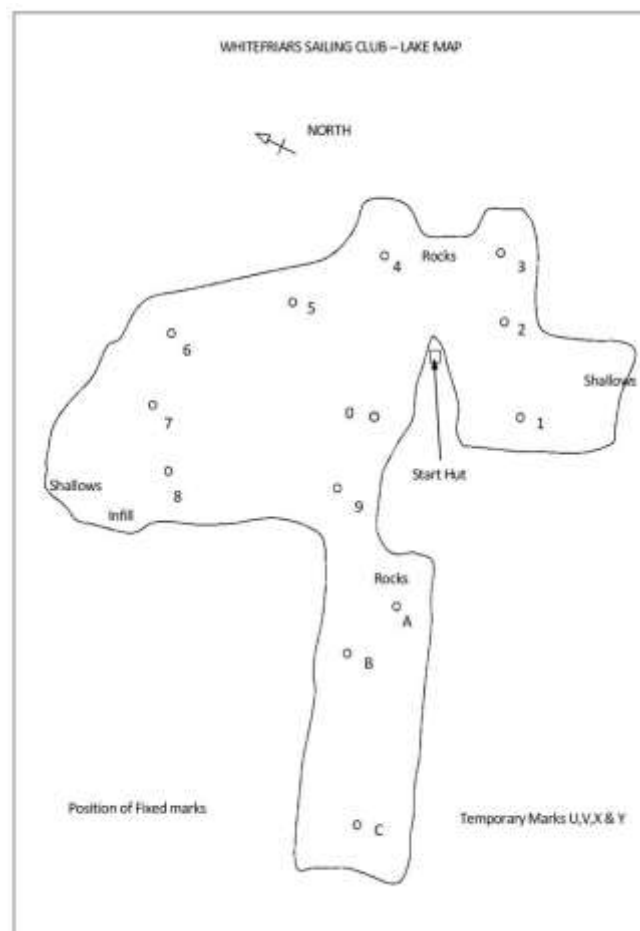 WHITEFRIARS SAILING CLUB – LAKE MAP
NORTH
4
Rocks
3
5
2
6
Shallows
7
0
1
Start Hut
Shallows
8
Infill
9
Rocks
A
B
Position of Fixed marks
C
Temporary Marks U,V,X & Y